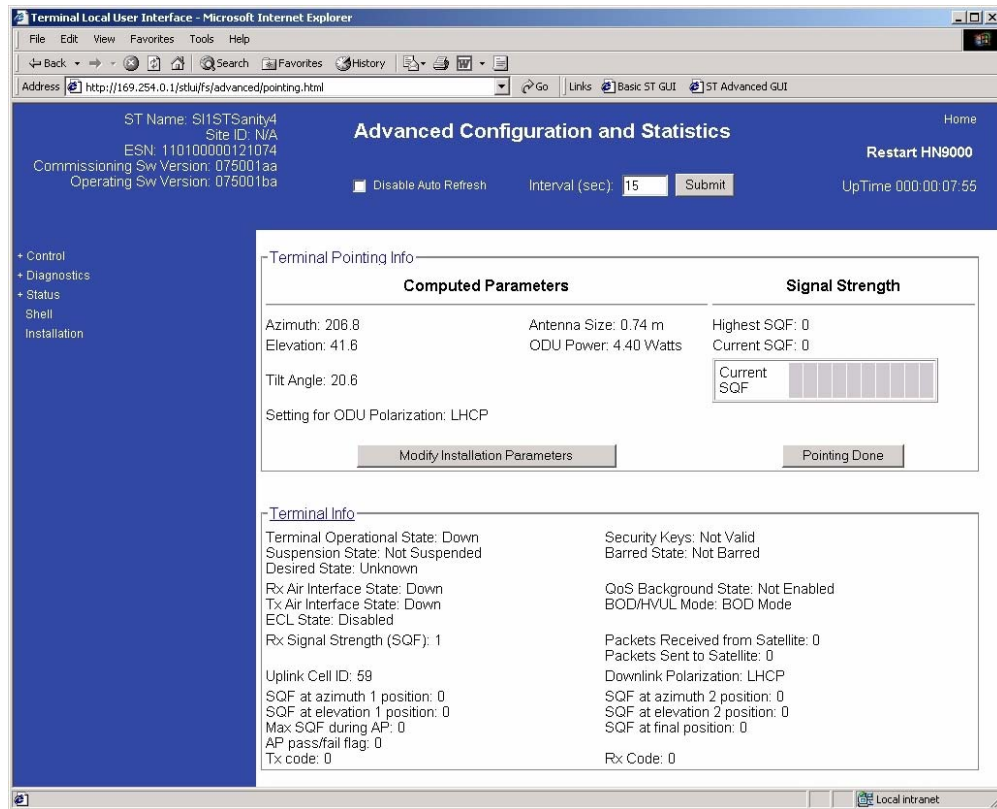 Terminal Local User Interface - Microsoft Internet Explorer
File Edit View Favorites Tools Help
Back Search Favorites History
Address http://169.254.0.1/stlui/fs/advanced/pointing.html Go Links Basic ST GUI ST Advanced GUI
ST Name: SI1STSanity4
Site ID: N/A
ESN: 110100000121074
Commissioning Sw Version: 075001aa
Operating Sw Version: 075001ba
Advanced Configuration and Statistics
Disable Auto Refresh Interval (sec): 15 Submit
Home
Restart HN9000
UpTime 000:00:07:55
+ Control
+ Diagnostics
+ Status
Shell
Installation
Terminal Pointing Info
Computed Parameters Signal Strength
Azimuth: 206.8 Antenna Size: 0.74 m Highest SQF: 0
Elevation: 41.6 ODU Power: 4.40 Watts Current SQF: 0
Tilt Angle: 20.6
Current
SQF
Setting for ODU Polarization: LHCP
Modify Installation Parameters Pointing Done
Terminal Info
Terminal Operational State: Down Security Keys: Not Valid
Suspension State: Not Suspended Barred State: Not Barred
Desired State: Unknown
Rx Air Interface State: Down QoS Background State: Not Enabled
Tx Air Interface State: Down BOD/HVUL Mode: BOD Mode
ECL State: Disabled
Rx Signal Strength (SQF): 1 Packets Received from Satellite: 0
Packets Sent to Satellite: 0
Uplink Cell ID: 59 Downlink Polarization: LHCP
SQF at azimuth 1 position: 0 SQF at azimuth 2 position: 0
SQF at elevation 1 position: 0 SQF at elevation 2 position: 0
Max SQF during AP: 0 SQF at final position: 0
AP pass/fail flag: 0
Tx code: 0 Rx Code: 0
Local intranet